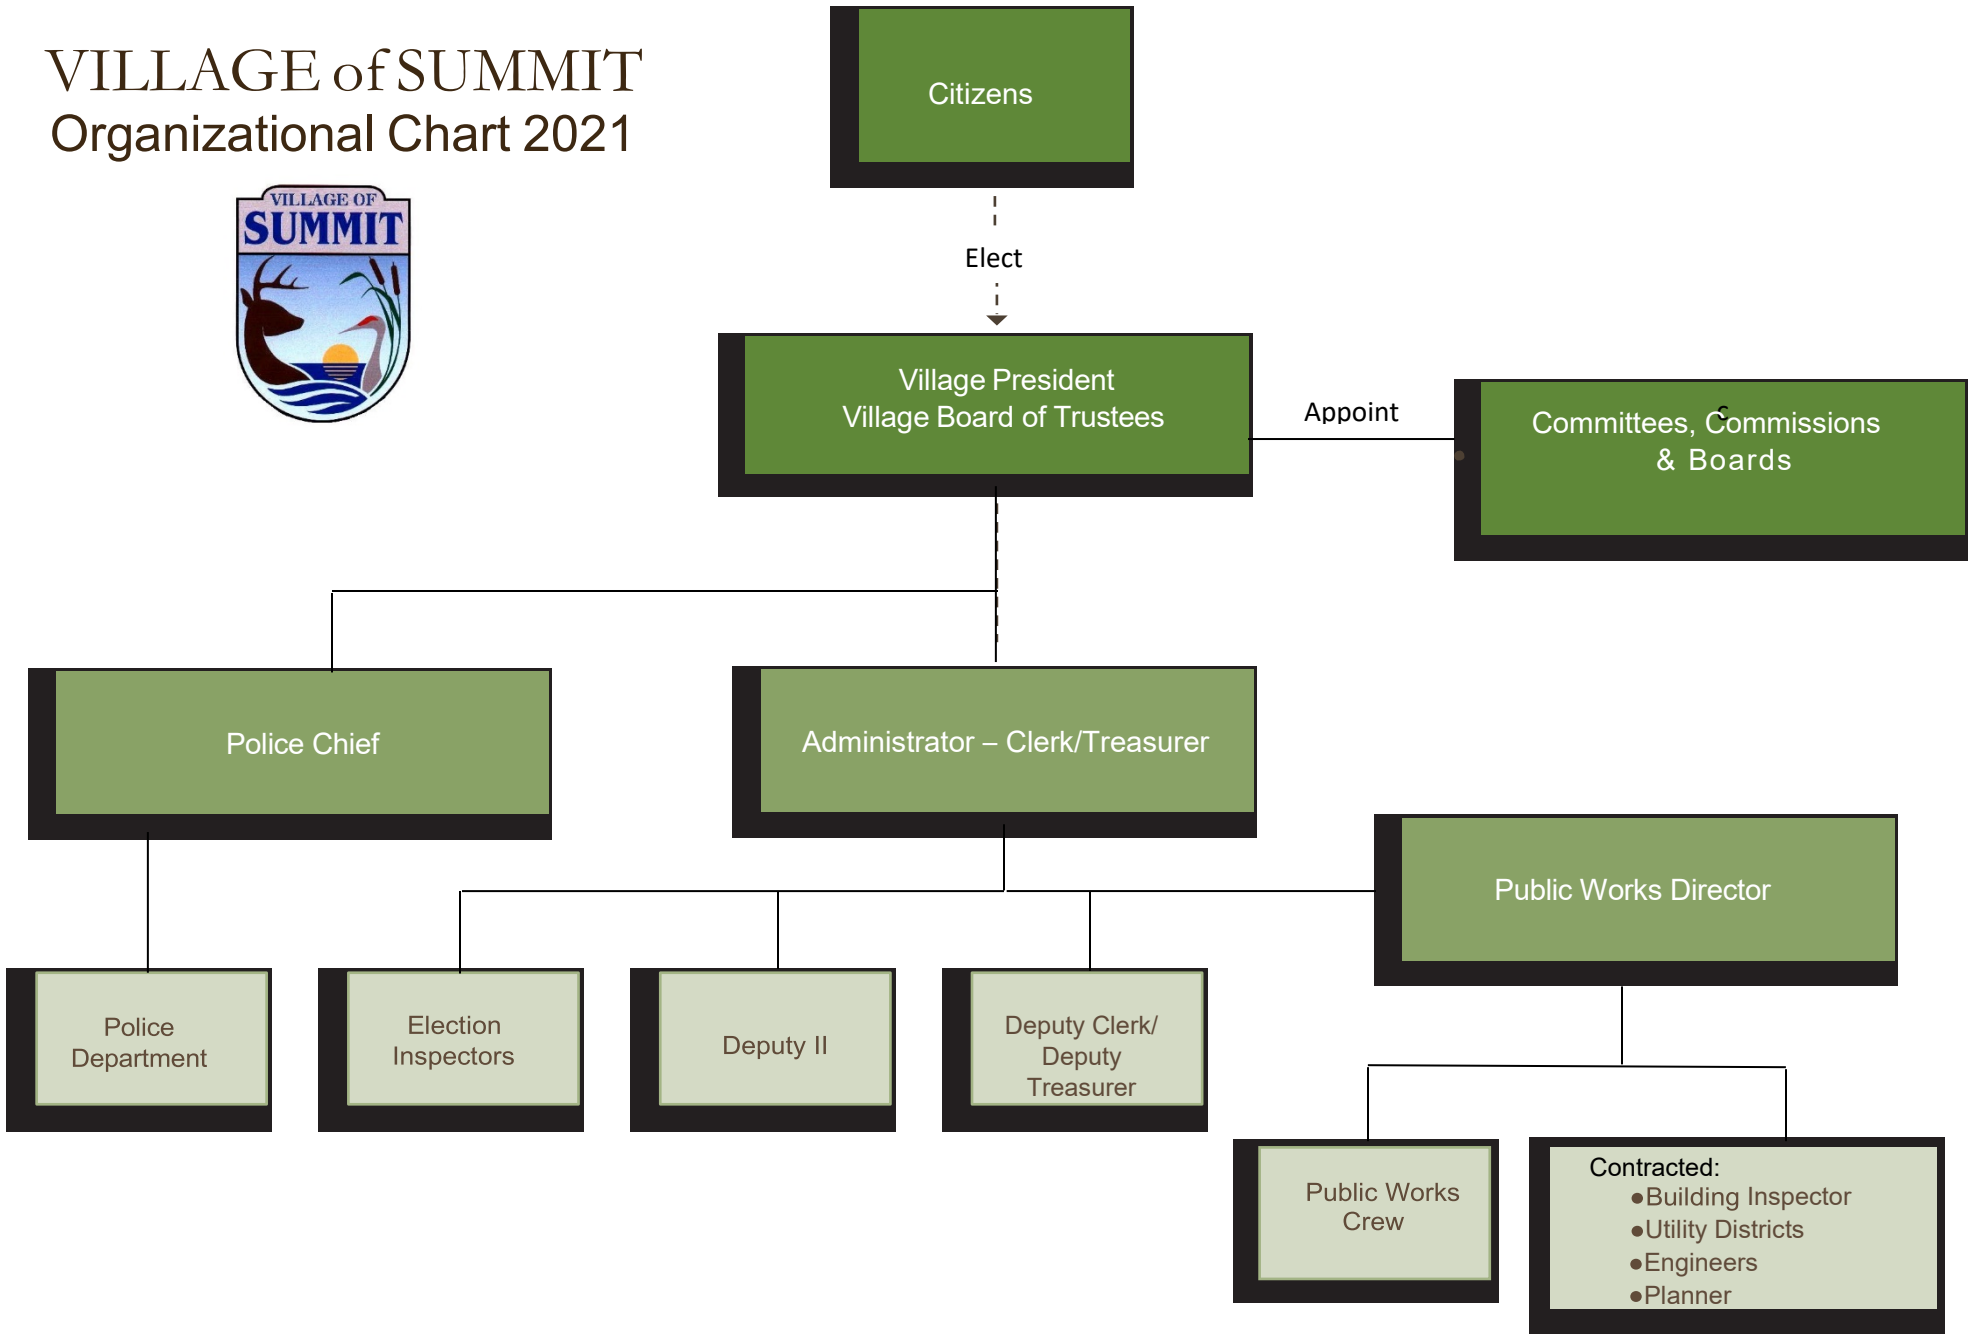 VILLAGE of SUMMIT
Organizational Chart 2021
VILLAGE OF
SUMMIT
Citizens
Elect
Village President
Village Board of Trustees
Appoint
c
Committees, Commissions
& Boards
Police Chief
Administrator – Clerk/Treasurer
Public Works Director
Police
Department
Election
Inspectors
Deputy II
Deputy Clerk/
Deputy
Treasurer
Public Works
Crew
Contracted:
●Building Inspector
●Utility Districts
●Engineers
●Planner